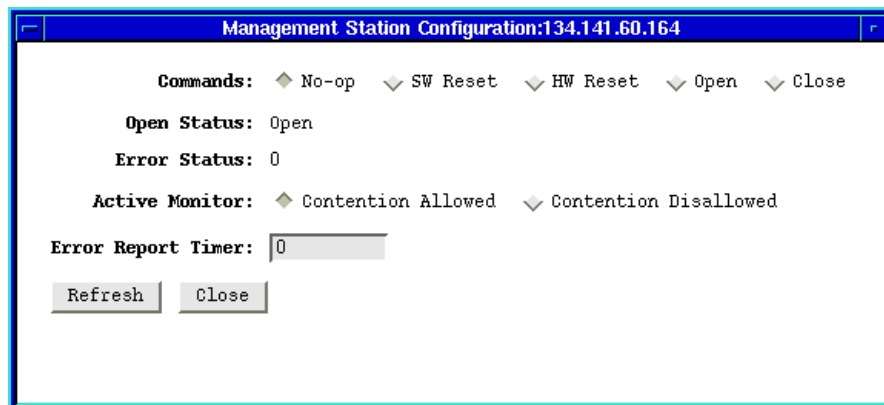 Management Station Configuration:134.141.60.164
Commands: No-op SW Reset HW Reset Open Close
Open Status: Open
Error Status: 0
Active Monitor: Contention Allowed Contention Disallowed
Error Report Timer: 0
Refresh Close